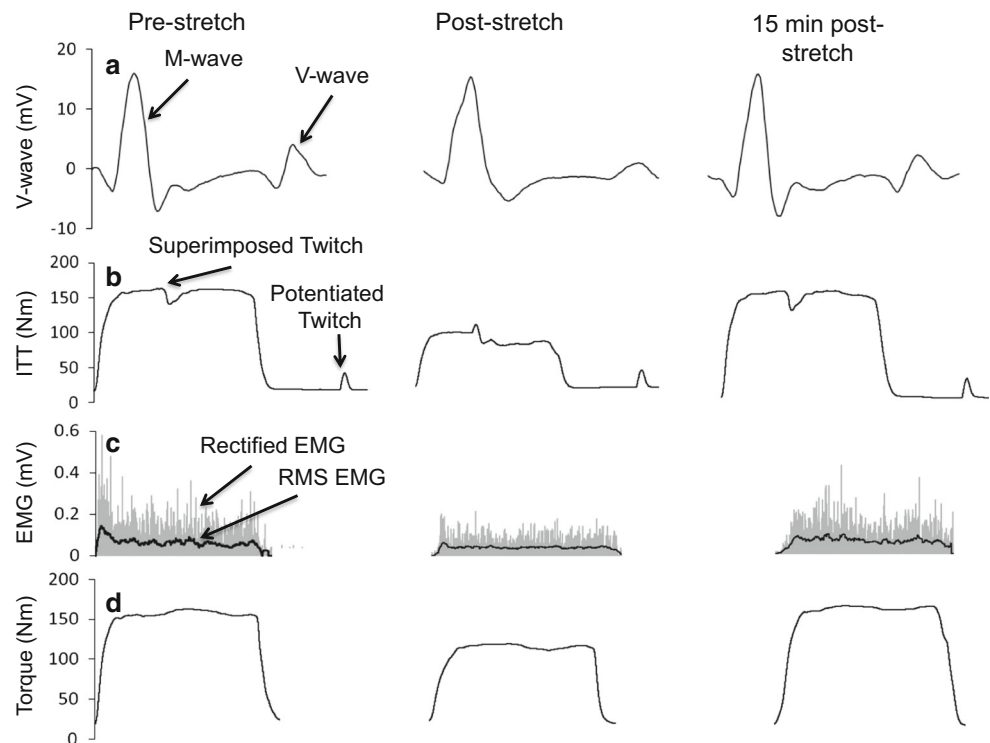 Pre-stretch
Post-stretch
15 min post-
stretch
a
M-wave
V-wave
V-wave (mV)
20
10
0
-10
b
Superimposed Twitch
Potentiated
Twitch
ITT (Nm)
200
150
100
50
0
c
Rectified EMG
RMS EMG
EMG (mV)
0.6
0.4
0.2
0
d
Torque (Nm)
200
150
100
50
0